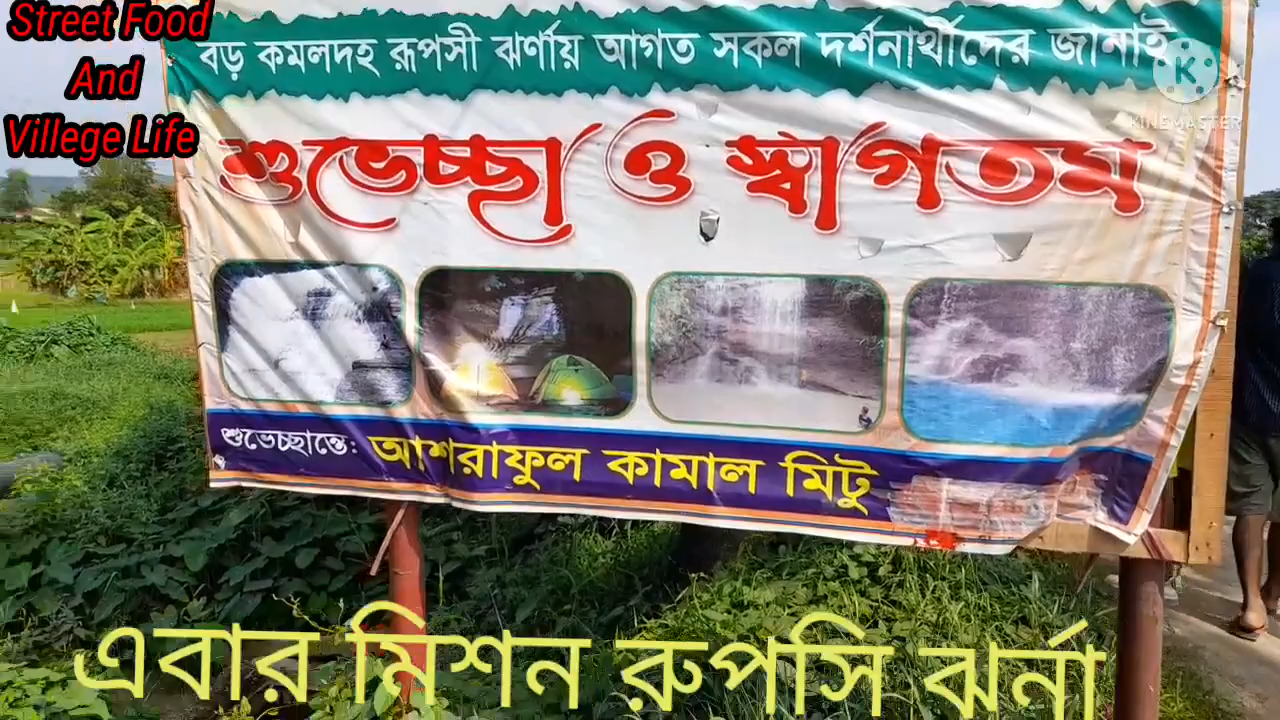 Street Food
And
Villege Life
বড় কমলদহ রূপসী ঝর্ণায় আগত সকল দর্শনার্থীদের জানাই
KINEMASTER
শুভেচ্ছা ও স্বাগতম
শুভেচ্ছান্তে: আশরাফুল কামাল মিটু
এবার মিশন রুপসি ঝর্না